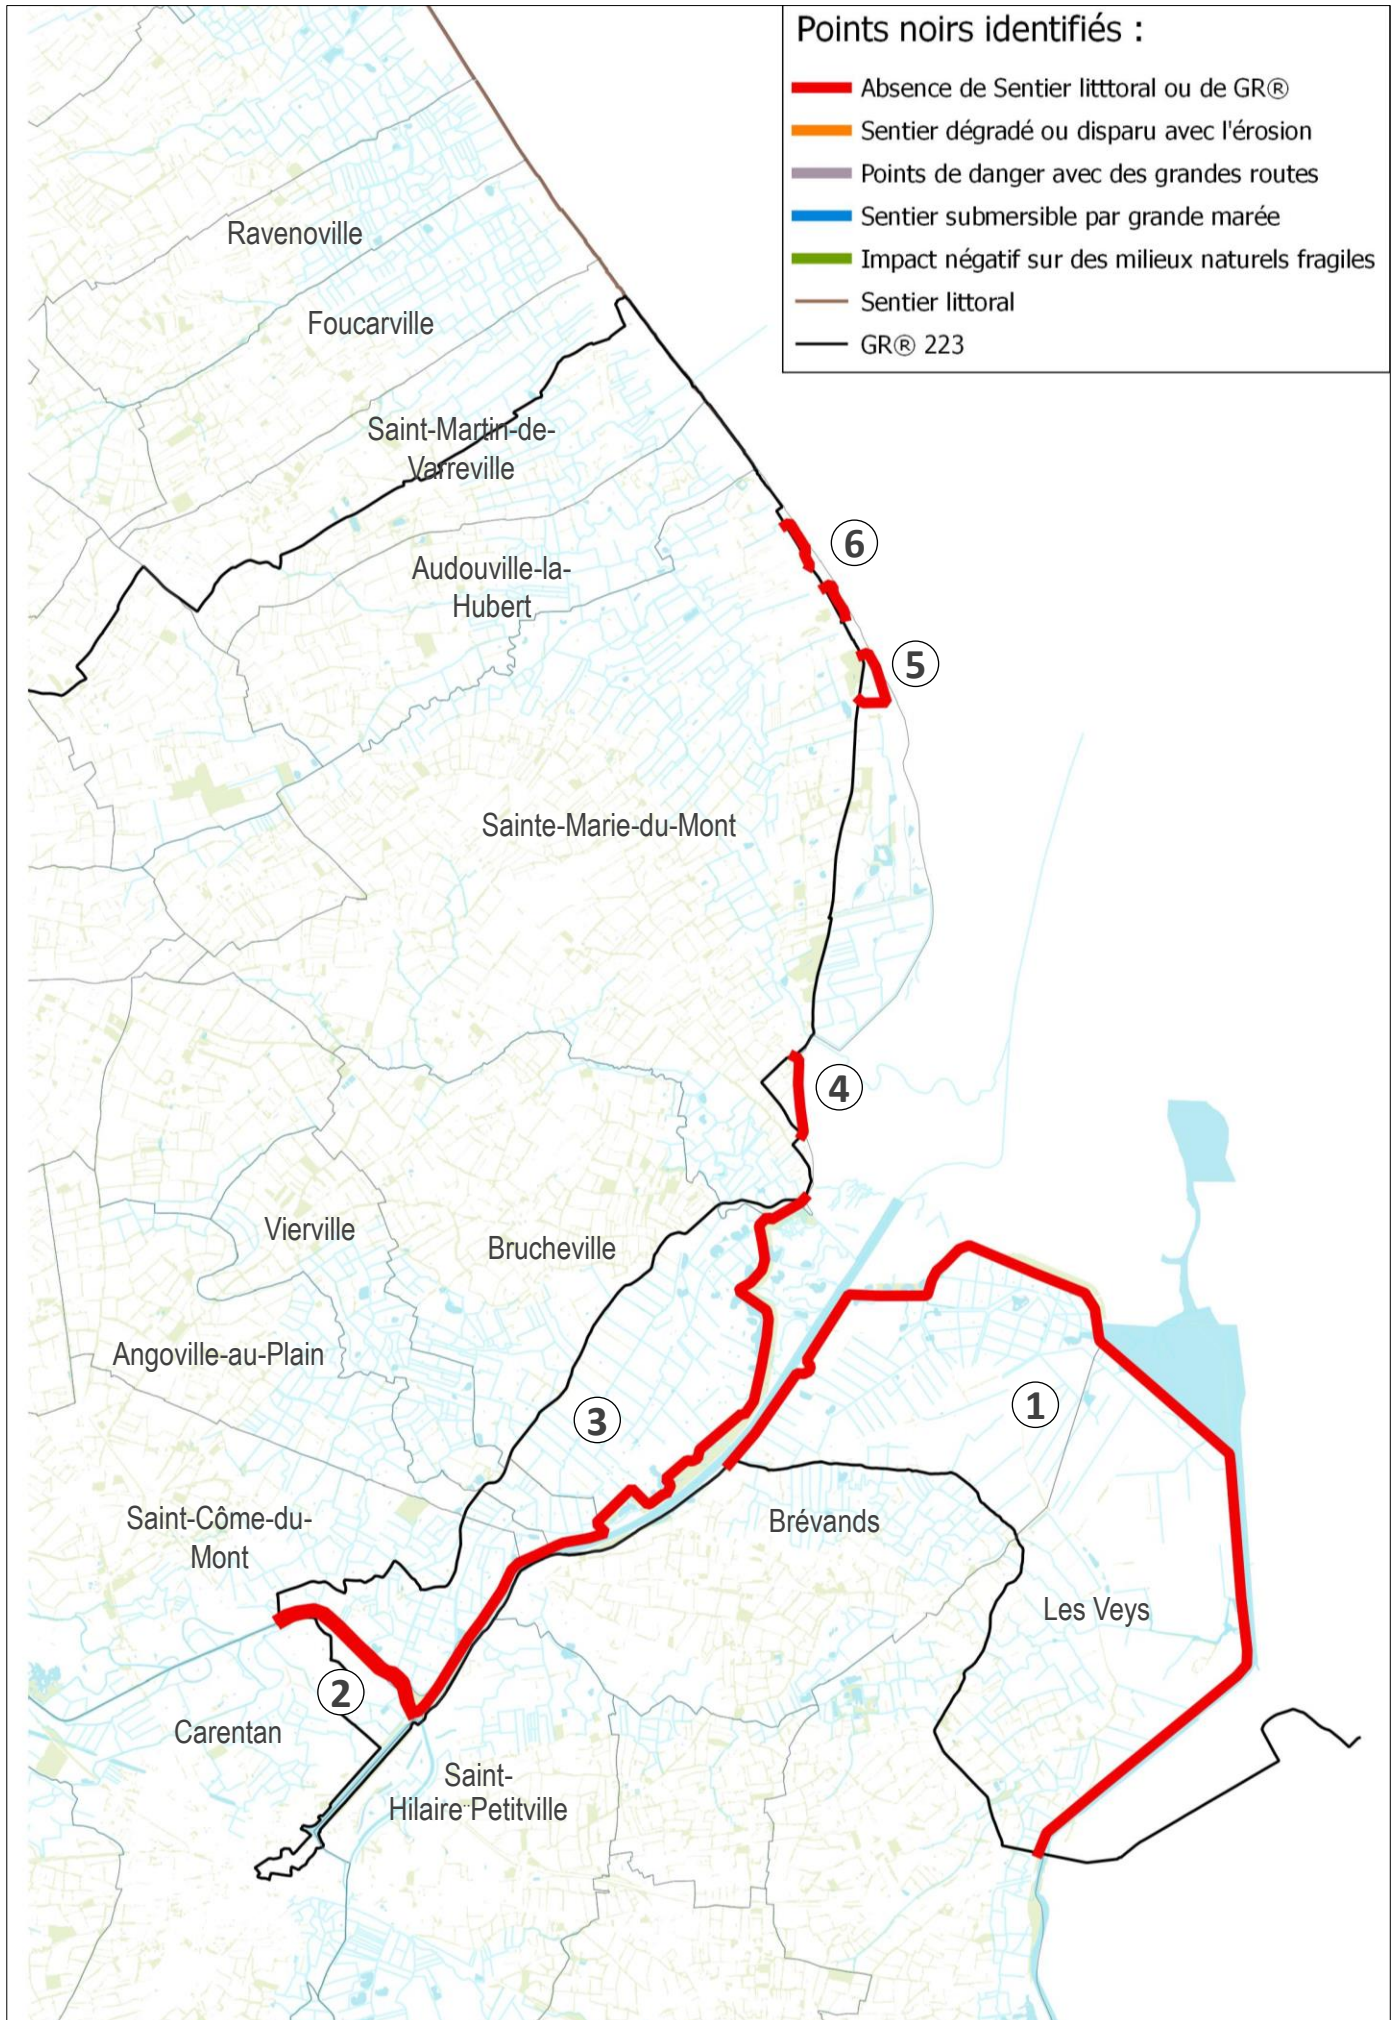 Points noirs identifiés :
Absence de Sentier litttoral ou de GR®
Sentier dégradé ou disparu avec l'érosion
Points de danger avec des grandes routes
Sentier submersible par grande marée
Impact négatif sur des milieux naturels fragiles
Sentier littoral
GR® 223
Ravenoville
Foucarville
Saint-Martin-de-
Varreville
Audouville-la-
Hubert
6
5
Sainte-Marie-du-Mont
4
Vierville
Brucheville
Angoville-au-Plain
3
1
Saint-Côme-du-
Mont
Brévands
Les Veys
2
Carentan
Saint-
Hilaire Petitville